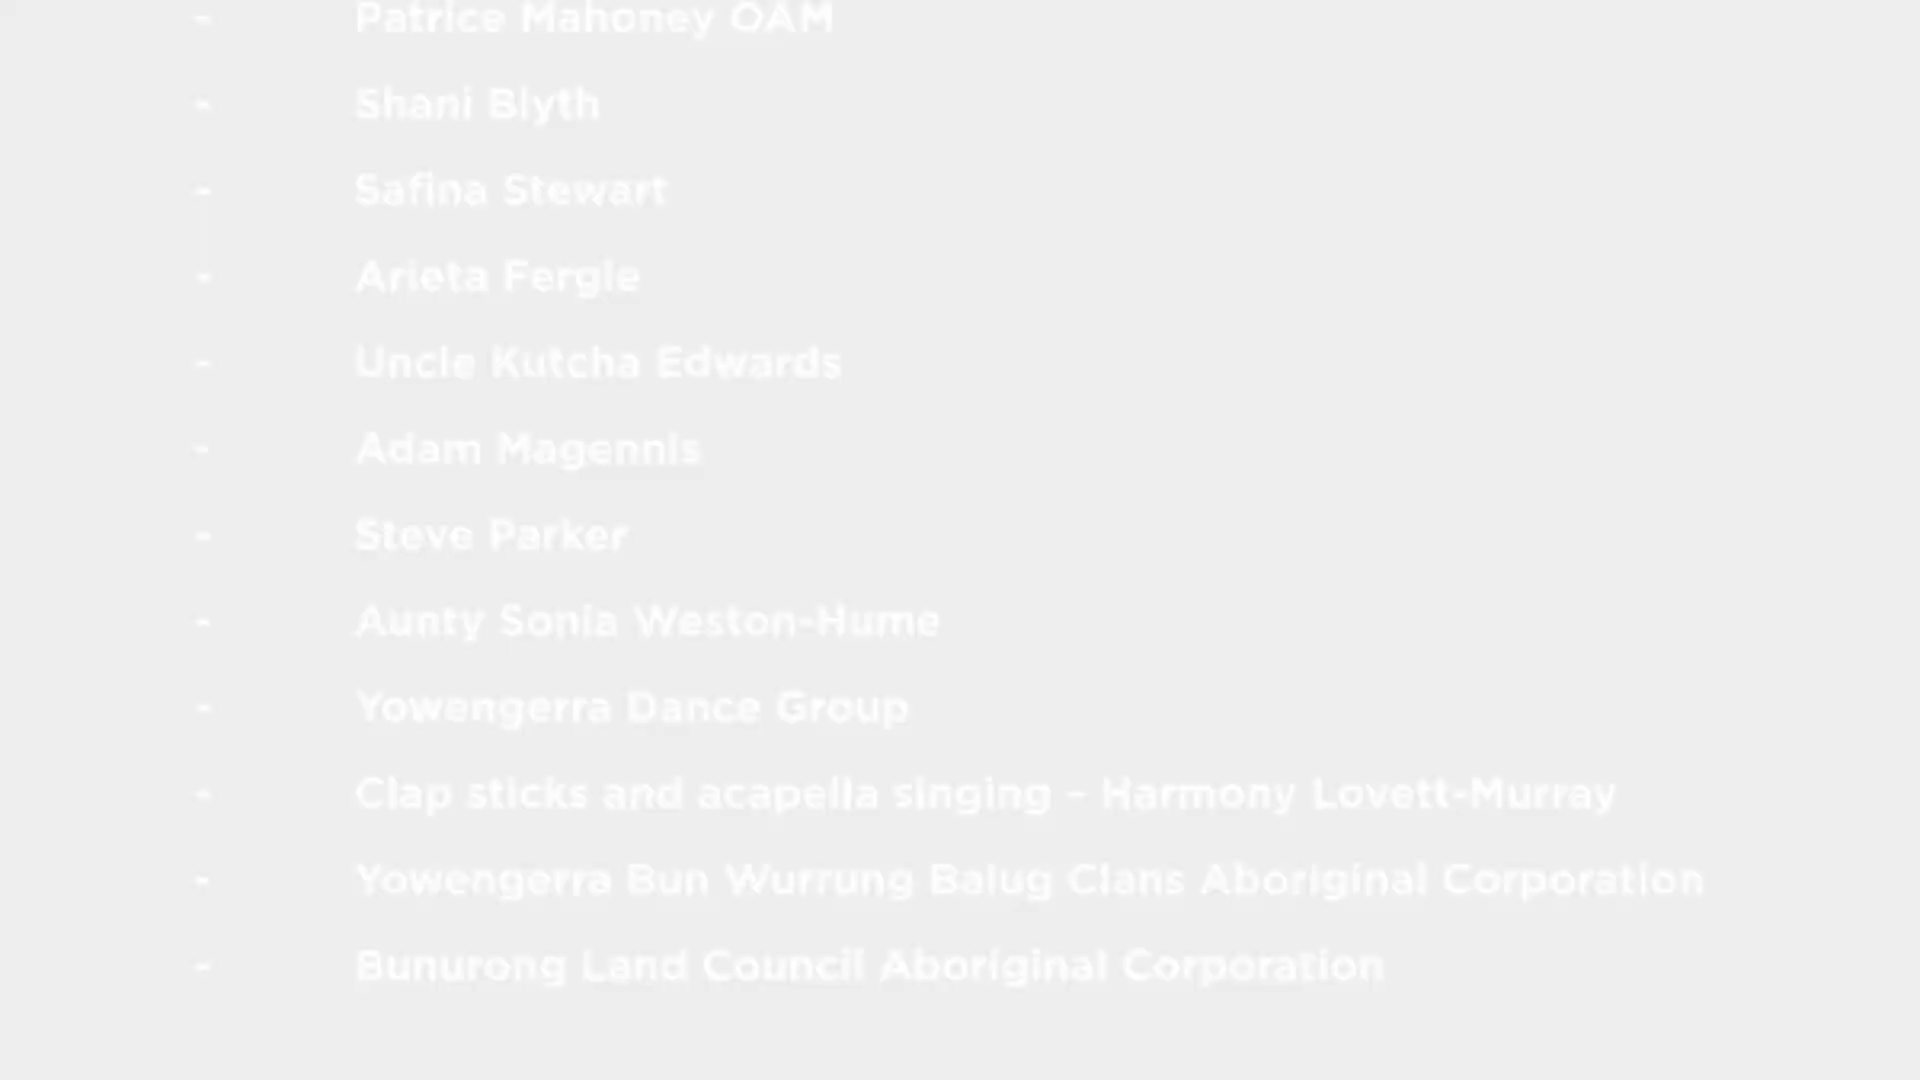 - Patrice Mahoney OAM
- Shani Blyth
- Safina Stewart
- Arieta Fergie
- Uncle Kutcha Edwards
- Adam Magennis
- Steve Parker
- Aunty Sonia Weston-Hume
- Yowengerra Dance Group
- Clap sticks and acapella singing – Harmony Lovett-Murray
- Yowengerra Bun Wurrung Balug Clans Aboriginal Corporation
- Bunurong Land Council Aboriginal Corporation